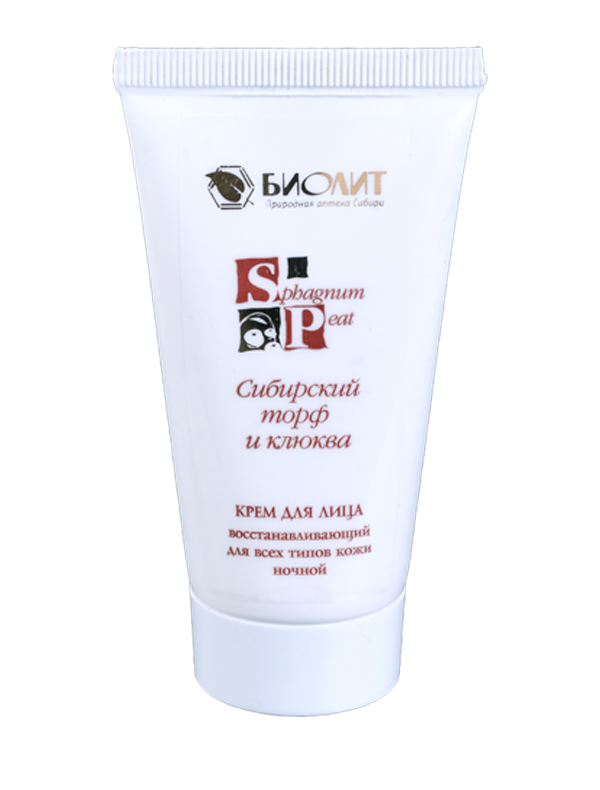 БИОЛИТ
Природная аптека Сибири
Sphagnum
Peat
Сибирский
торф
и клюква
КРЕМ ДЛЯ ЛИЦА
восстанавливающий
для всех типов кожи
ночной